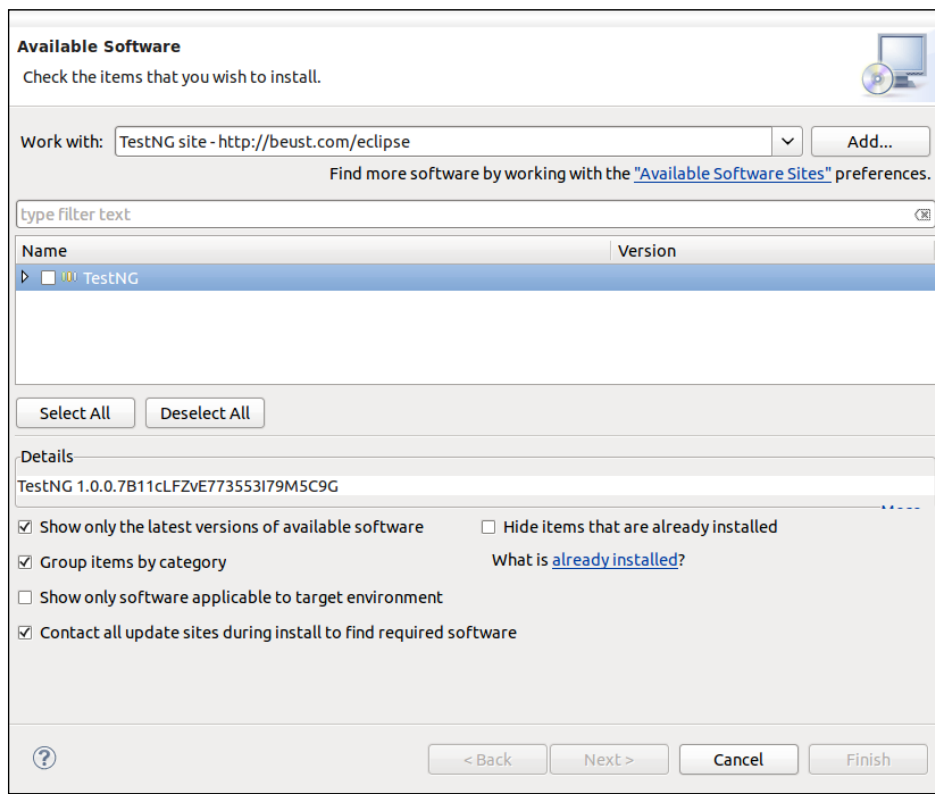 Available Software
Check the items that you wish to install.
Work with: TestNG site - http://beust.com/eclipse Add...
Find more software by working with the "Available Software Sites" preferences.
type filter text
Name Version
TestNG
Select All Deselect All
Details
TestNG 1.0.0.7B11cLFZvE773553I79M5C9G
Show only the latest versions of available software Hide items that are already installed
Group items by category What is already installed?
Show only software applicable to target environment
Contact all update sites during install to find required software
? < Back Next > Cancel Finish